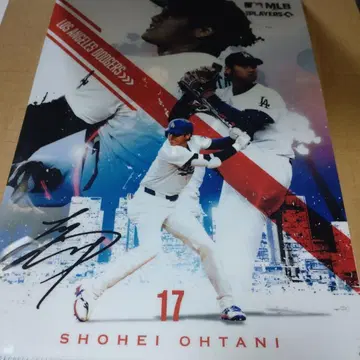 MLB
PLAYERS
LOS ANGELES DODGERS >>>
17
SHOHEI OHTANI